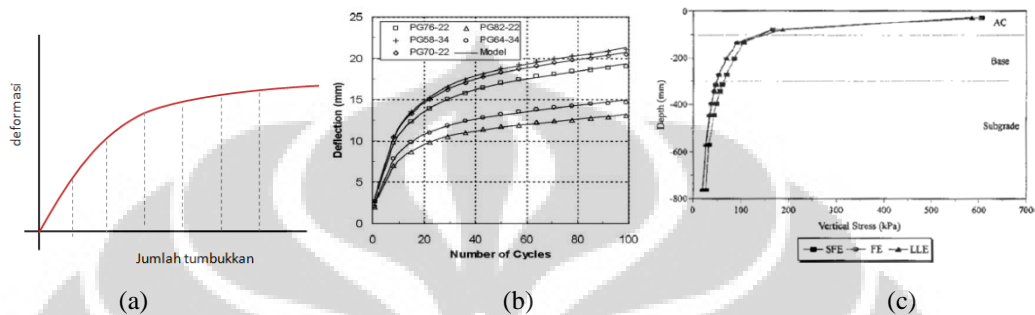 deformasi
Jumlah tumbukkan
(a)
25
20
15
10
5
0
Deflection (mm)
PG76-22
PG82-22
PG58-34
PG64-34
PG70-22
Model
0 20 40 60 80 100
Number of Cycles
(b)
0
-200
-400
-600
-800
Depth (mm)
AC
Base
Subgrade
0 100 200 300 400 500 600 700
Vertical Stress (kPa)
SFE FE LLE
(c)